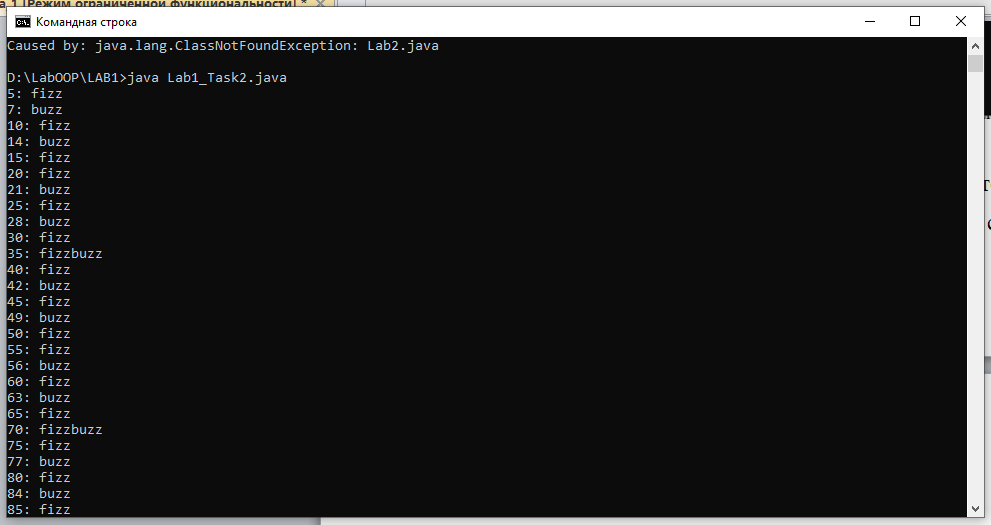 1 [Режим ограниченной функциональности] *
Командная строка
Caused by: java.lang.ClassNotFoundException: Lab2.java
D:\LabOOP\LAB1>java Lab1_Task2.java
5: fizz
7: buzz
10: fizz
14: buzz
15: fizz
20: fizz
21: buzz
25: fizz
28: buzz
30: fizz
35: fizzbuzz
40: fizz
42: buzz
45: fizz
49: buzz
50: fizz
55: fizz
56: buzz
60: fizz
63: buzz
65: fizz
70: fizzbuzz
75: fizz
77: buzz
80: fizz
84: buzz
85: fizz